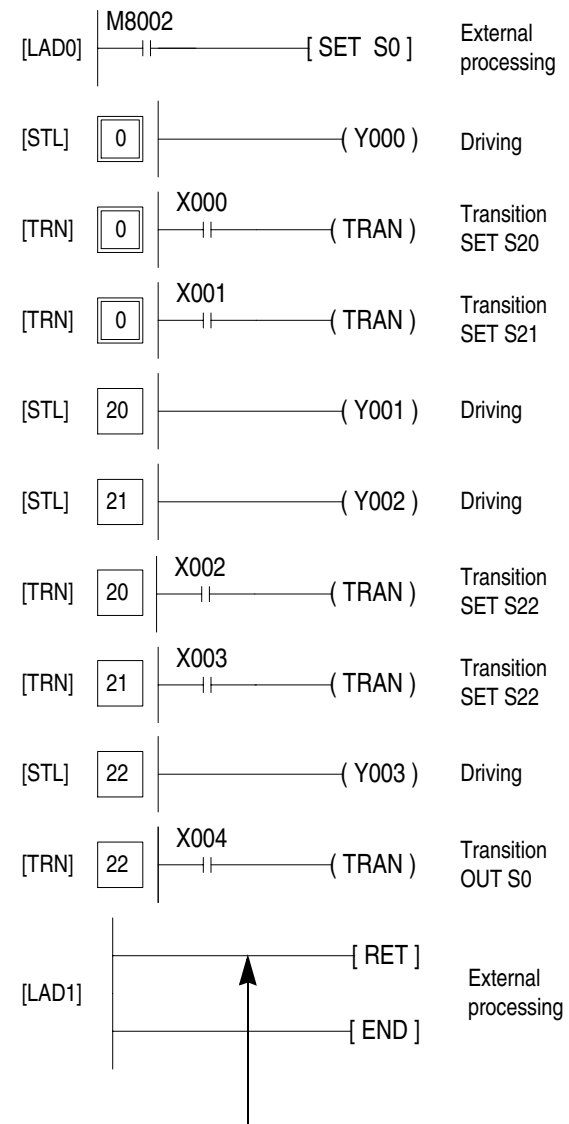 M8002
[LAD0] [ SET S0 ] External
processing
[STL] 0 ( Y000 ) Driving
X000
[TRN] 0 ( TRAN ) Transition
SET S20
X001
[TRN] 0 ( TRAN ) Transition
SET S21
[STL] 20 ( Y001 ) Driving
[STL] 21 ( Y002 ) Driving
X002
[TRN] 20 ( TRAN ) Transition
SET S22
X003
[TRN] 21 ( TRAN ) Transition
SET S22
[STL] 22 ( Y003 ) Driving
X004
[TRN] 22 ( TRAN ) Transition
OUT S0
[ RET ]
[LAD1] External
processing
[ END ]